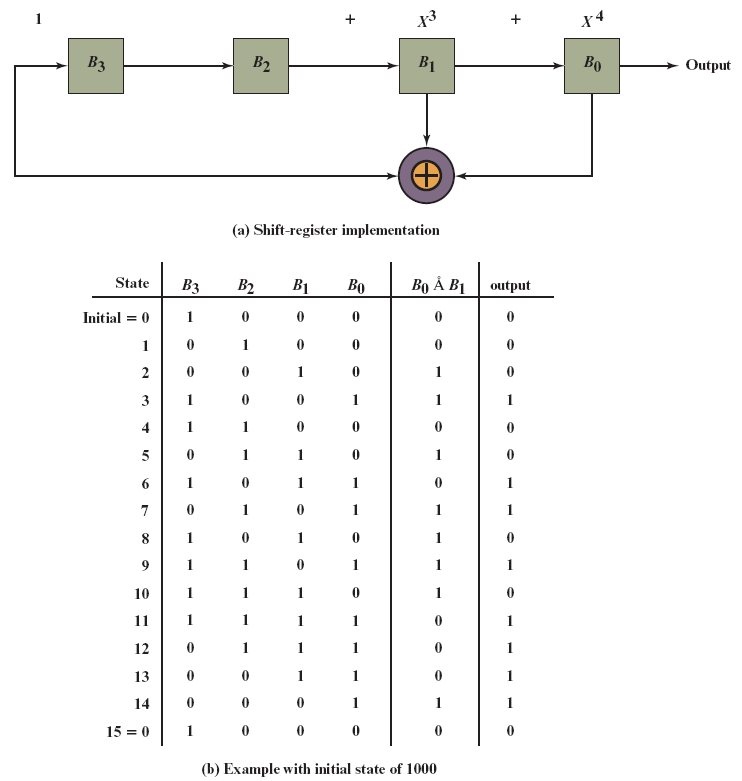 1 + X³ + X⁴
B₃ B₂ B₁ B₀ Output
(a) Shift-register implementation
State B₃ B₂ B₁ B₀ B₀ Å B₁ output
Initial = 0 1 0 0 0 0 0
1 0 1 0 0 0 0
2 0 0 1 0 1 0
3 1 0 0 1 1 1
4 1 1 0 0 0 0
5 0 1 1 0 1 0
6 1 0 1 1 0 1
7 0 1 0 1 1 1
8 1 0 1 0 1 0
9 1 1 0 1 1 1
10 1 1 1 0 1 0
11 1 1 1 1 0 1
12 0 1 1 1 0 1
13 0 0 1 1 0 1
14 0 0 0 1 1 1
15 = 0 1 0 0 0 0 0
(b) Example with initial state of 1000